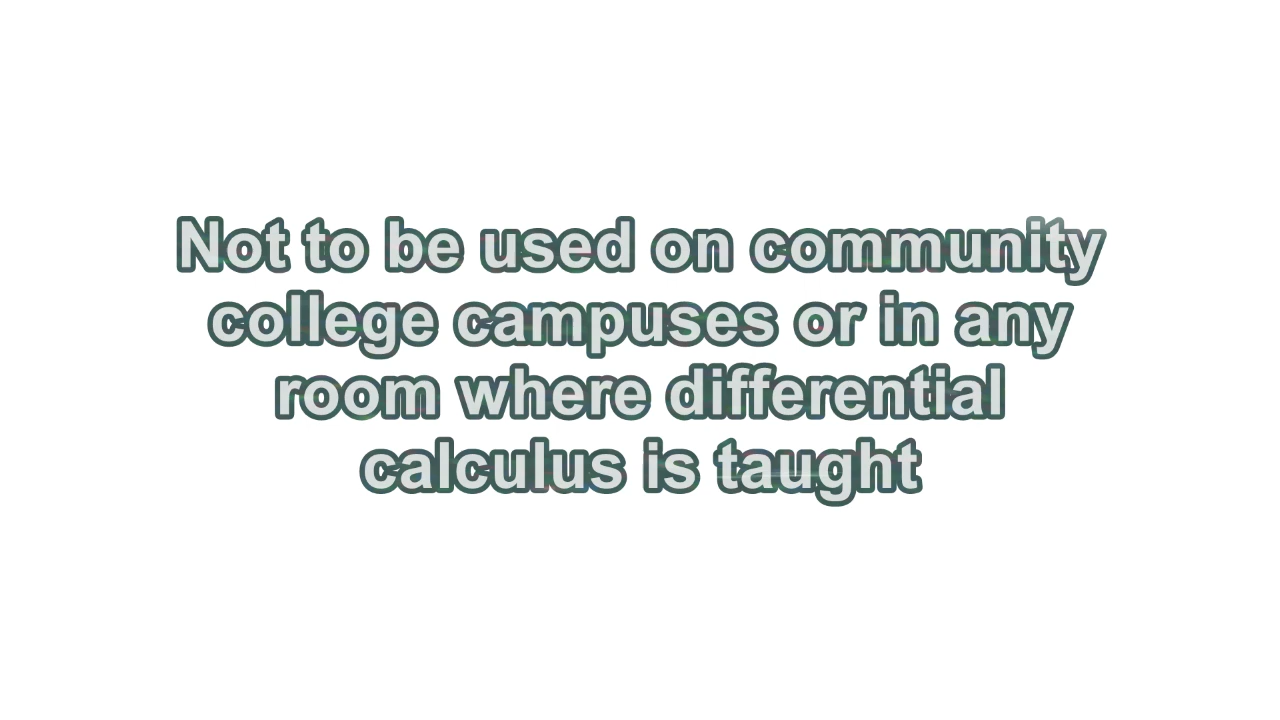 Not to be used on community
college campuses or in any
room where differential
calculus is taught